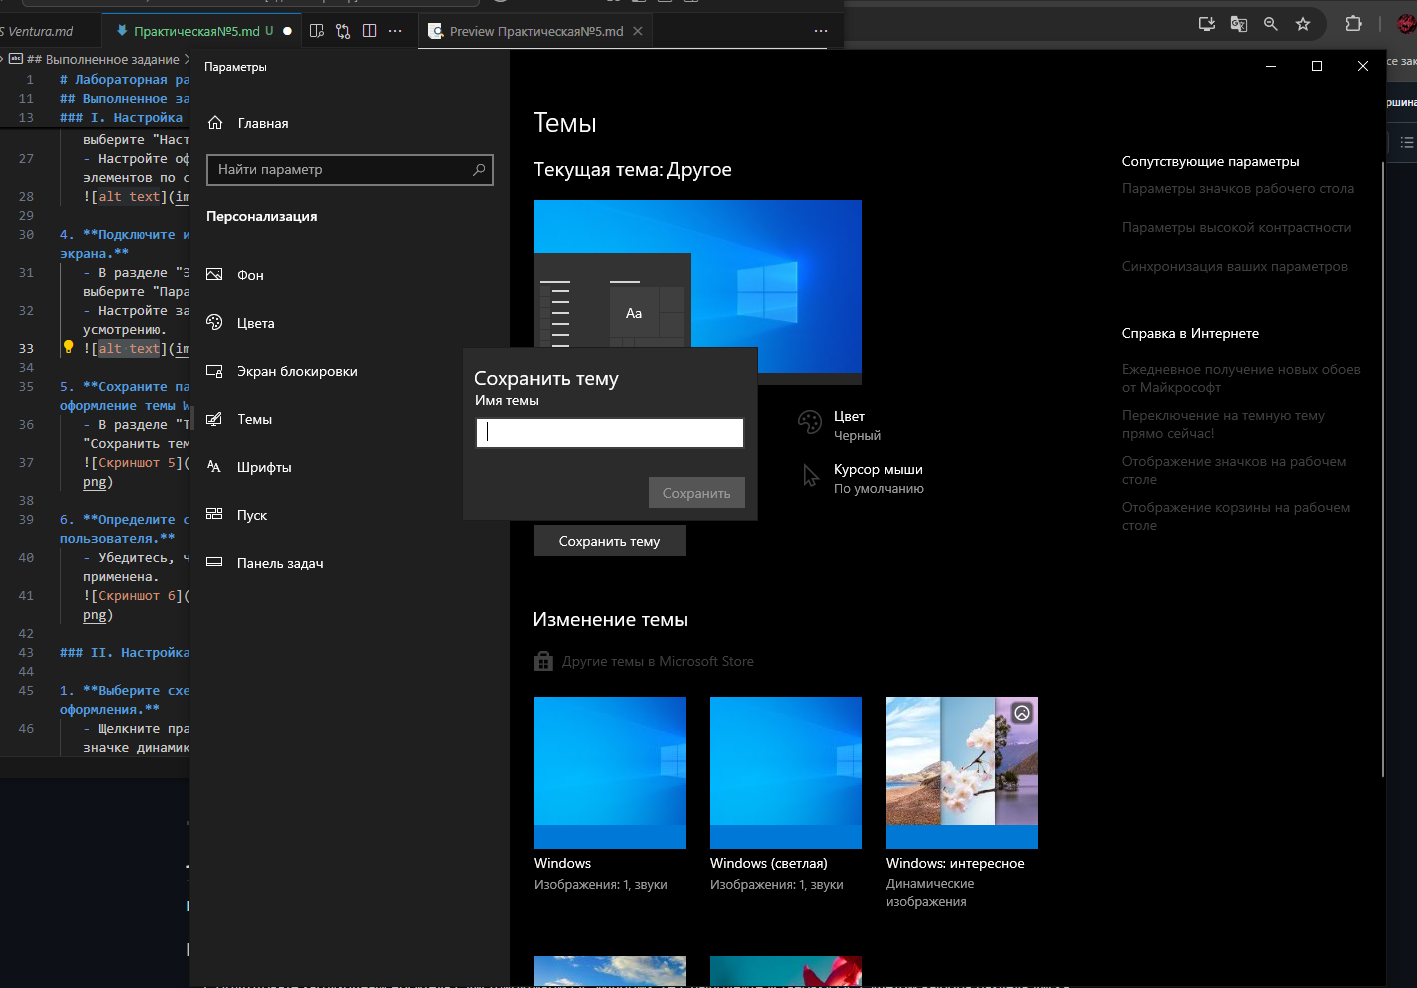 S Ventura.md
Практическая№5.md U
Preview Практическая№5.md
## Выполненное задание
1 # Лабораторная ра
11 ## Выполненное за
13 ### I. Настройка
выберите "Наст
27 - Настройте оф
элементов по с
28 ![alt text](im
29
30 4. **Подключите и
экрана.**
31 - В разделе "Э
выберите "Пара
32 - Настройте за
усмотрению.
33 ![alt text](im
34
35 5. **Сохраните па
оформление темы W
36 - В разделе "Т
"Сохранить тем
37 ![Скриншот 5](
png)
38
39 6. **Определите с
пользователя.**
40 - Убедитесь, ч
применена.
41 ![Скриншот 6](
png)
42
43 ### II. Настройка
44
45 1. **Выберите схе
оформления.**
46 - Щелкните пра
значке динамик
Параметры
Главная
Найти параметр
Персонализация
Фон
Цвета
Экран блокировки
Темы
Шрифты
Пуск
Панель задач
Темы
Текущая тема: Другое
Aa
Сохранить тему
Имя темы
Сохранить
Цвет
Черный
Курсор мыши
По умолчанию
Сохранить тему
Изменение темы
Другие темы в Microsoft Store
Windows
Изображения: 1, звуки
Windows (светлая)
Изображения: 1, звуки
Windows: интересное
Динамические
изображения
Сопутствующие параметры
Параметры значков рабочего стола
Параметры высокой контрастности
Синхронизация ваших параметров
Справка в Интернете
Ежедневное получение новых обоев
от Майкрософт
Переключение на темную тему
прямо сейчас!
Отображение значков на рабочем
столе
Отображение корзины на рабочем
столе
се зак
ршина